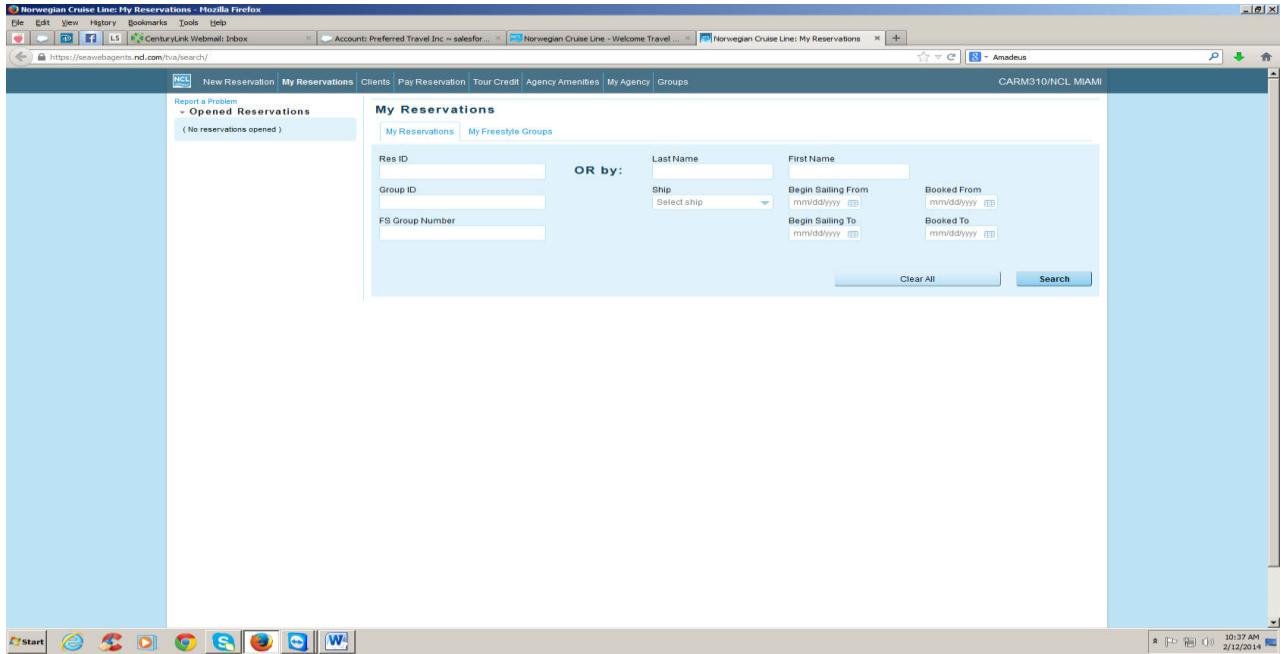 Norwegian Cruise Line: My Reservations - Mozilla Firefox
File Edit View History Bookmarks Tools Help
LS CenturyLink Webmail: Inbox Account: Preferred Travel Inc ~ salesfor... Norwegian Cruise Line - Welcome Travel ... Norwegian Cruise Line: My Reservations
https://seawebagents.ncl.com/tva/search/ Amadeus
NCL New Reservation My Reservations Clients Pay Reservation Tour Credit Agency Amenities My Agency Groups CARM310/NCL MIAMI
Report a Problem
Opened Reservations
( No reservations opened )
My Reservations
My Reservations My Freestyle Groups
Res ID OR by: Last Name First Name
Group ID Ship Begin Sailing From Booked From
Select ship mm/dd/yyyy mm/dd/yyyy
FS Group Number Begin Sailing To Booked To
mm/dd/yyyy mm/dd/yyyy
Clear All Search
Start 10:37 AM
2/12/2014